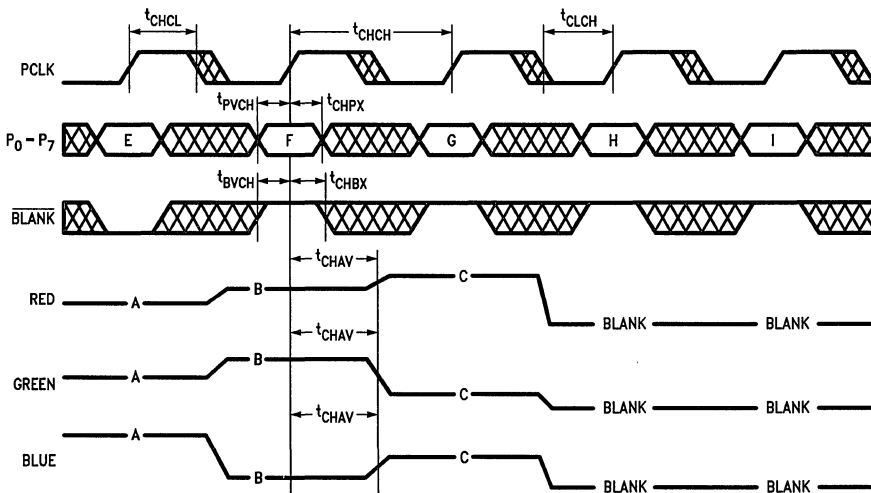 tCHCL
tCHCH
tCLCH
PCLK
tPVCH
tCHPX
P0 – P7
E
F
G
H
I
tBVCH
tCHBX
BLANK
tCHAV
RED
A
B
C
BLANK
BLANK
tCHAV
GREEN
A
B
C
BLANK
BLANK
tCHAV
BLUE
A
B
C
BLANK
BLANK